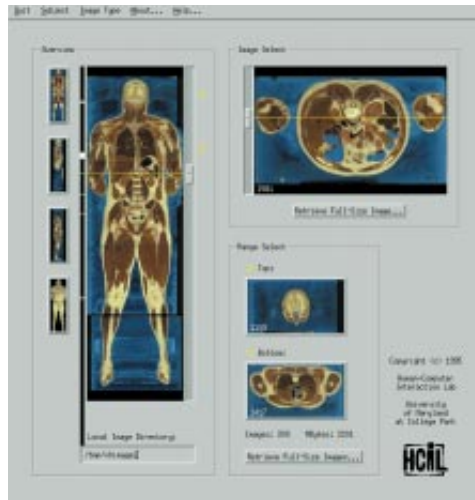 Quit Subject Image Type About... Help...
Overview
Image Select
Retrieve Full-Size Image...
Range Select
Top:
Bottom:
Local Image Directory:
Retrieve Full-Size Images...
Copyright (c) 1995
Human-Computer
Interaction Lab
University
of Maryland
at College Park
HCIL